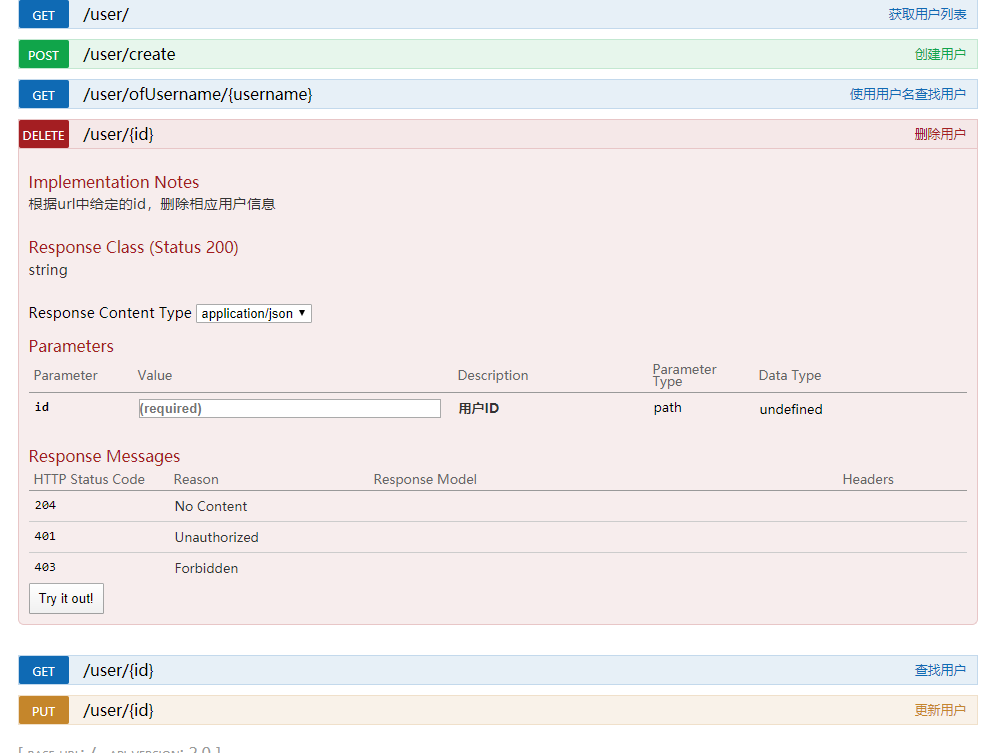 GET /user/ 获取用户列表
POST /user/create 创建用户
GET /user/ofUsername/{username} 使用用户名查找用户
DELETE /user/{id} 删除用户
Implementation Notes
根据url中给定的id，删除相应用户信息
Response Class (Status 200)
string
Response Content Type application/json
Parameters
Parameter Value Description Parameter Type Data Type
id (required) 用户ID path undefined
Response Messages
HTTP Status Code Reason Response Model Headers
204 No Content
401 Unauthorized
403 Forbidden
Try it out!
GET /user/{id} 查找用户
PUT /user/{id} 更新用户
[ BASE URL: / , API VERSION: 2.0 ]